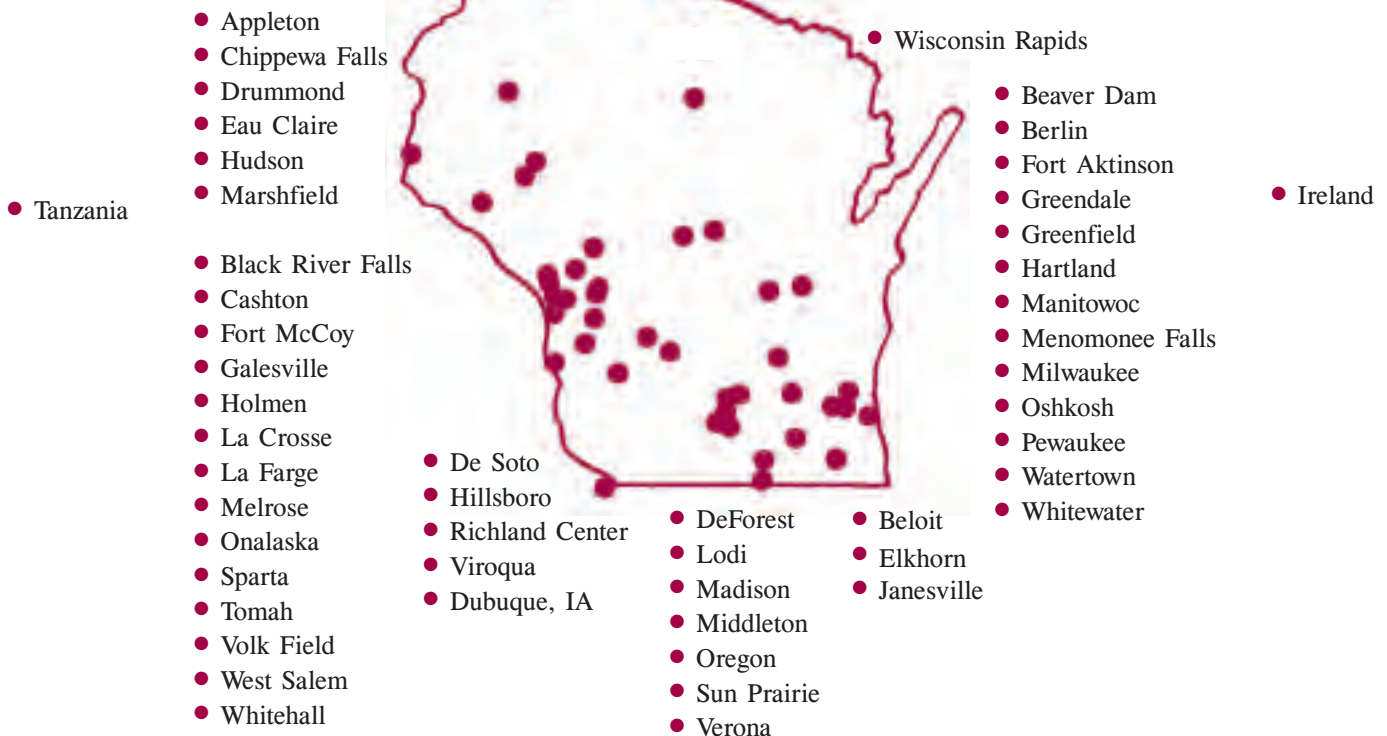 Tanzania
Appleton
Chippewa Falls
Drummond
Eau Claire
Hudson
Marshfield
Black River Falls
Cashton
Fort McCoy
Galesville
Holmen
La Crosse
La Farge
Melrose
Onalaska
Sparta
Tomah
Volk Field
West Salem
Whitehall
De Soto
Hillsboro
Richland Center
Viroqua
Dubuque, IA
DeForest
Lodi
Madison
Middleton
Oregon
Sun Prairie
Verona
Beloit
Elkhorn
Janesville
Wisconsin Rapids
Beaver Dam
Berlin
Fort Aktinson
Greendale
Greenfield
Hartland
Manitowoc
Menomonee Falls
Milwaukee
Oshkosh
Pewaukee
Watertown
Whitewater
Ireland